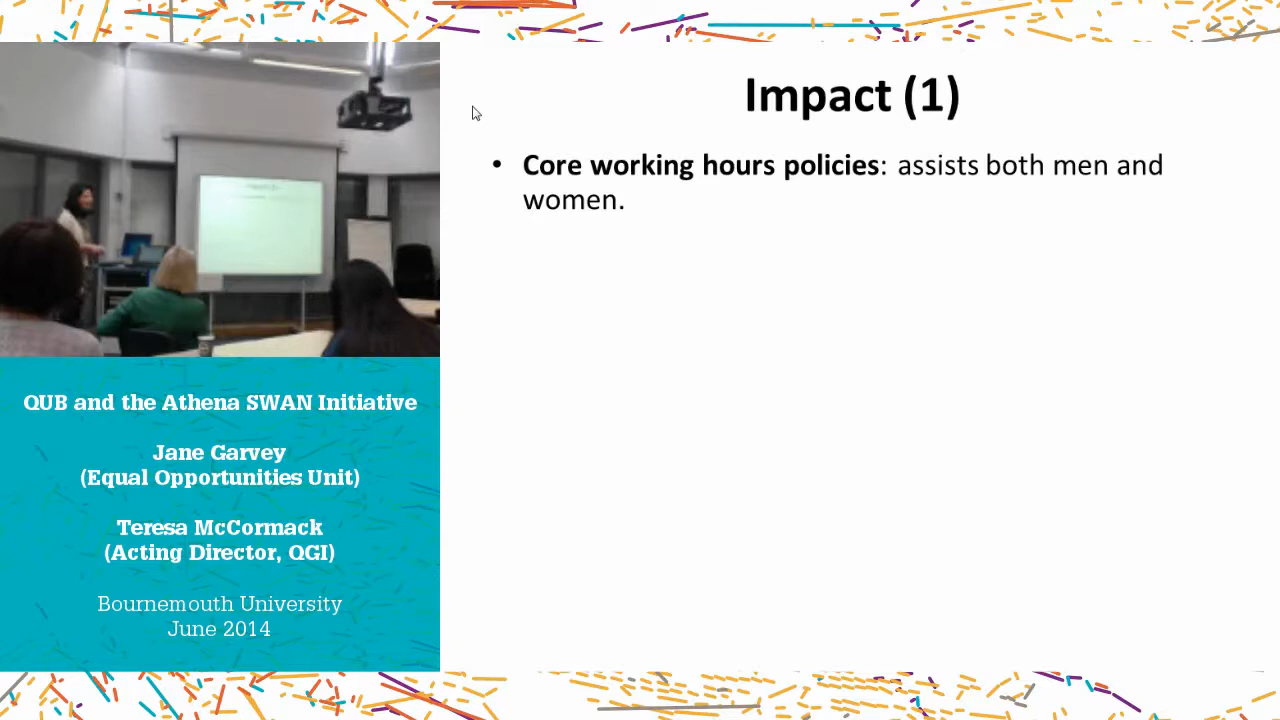 Impact (1)
• Core working hours policies: assists both men and
women.
QUB and the Athena SWAN Initiative
Jane Garvey
(Equal Opportunities Unit)
Teresa McCormack
(Acting Director, QGI)
Bournemouth University
June 2014